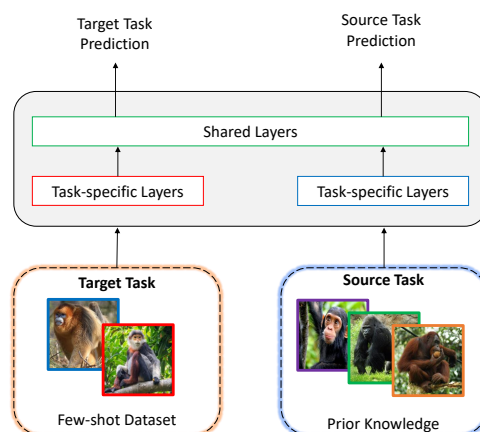 Target Task
Prediction
Source Task
Prediction
Shared Layers
Task-specific Layers
Task-specific Layers
Target Task
Source Task
Few-shot Dataset
Prior Knowledge